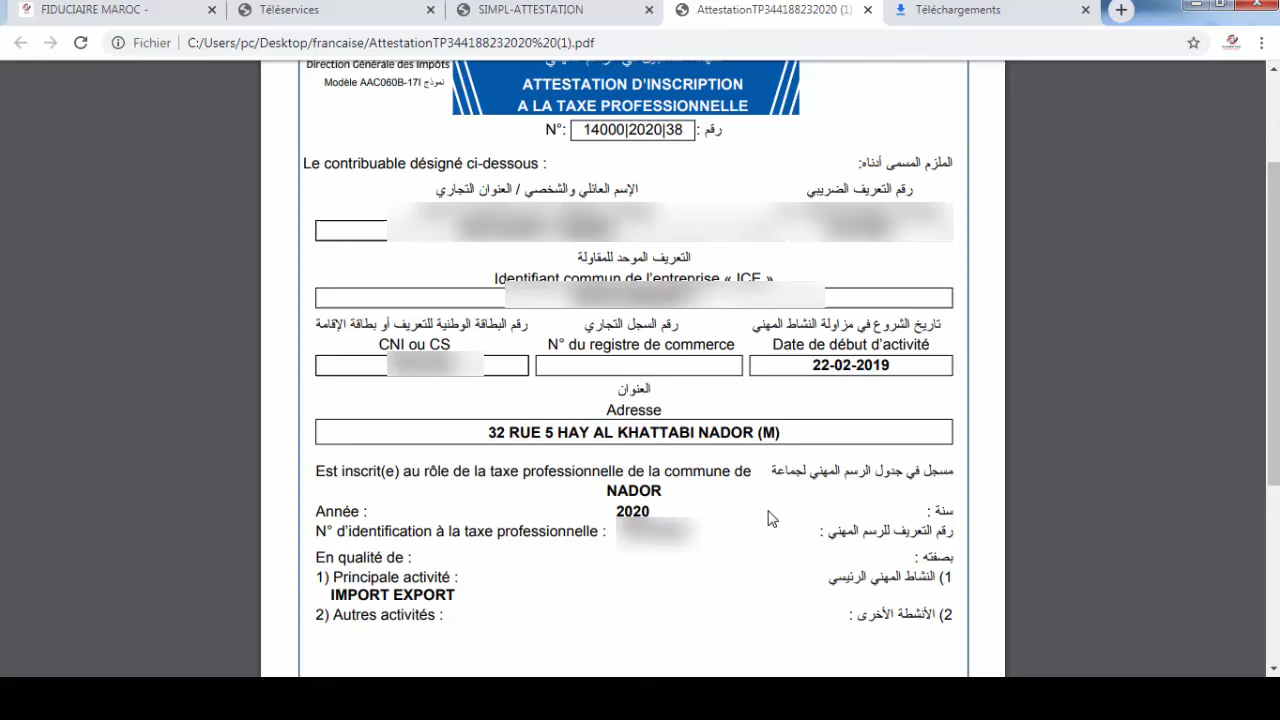 FIDUCIAIRE MAROC -
Téléservices
SIMPL-ATTESTATION
AttestationTP344188232020 (1)
Téléchargements
Fichier
C:/Users/pc/Desktop/francaise/AttestationTP344188232020%20(1).pdf
Direction Générale des Impôts
Modèle AAC060B-17I نموذج
ATTESTATION D'INSCRIPTION
A LA TAXE PROFESSIONNELLE
N°: 14000|2020|38 رقم :
Le contribuable désigné ci-dessous : الملزم المسمى أدناه:
الإسم العائلي والشخصي / العنوان التجاري رقم التعريف الضريبي
التعريف الموحد للمقاولة
Identifiant commun de l'entreprise « ICE »
رقم البطاقة الوطنية للتعريف أو بطاقة الإقامة رقم السجل التجاري تاريخ الشروع في مزاولة النشاط المهني
CNI ou CS N° du registre de commerce Date de début d'activité
22-02-2019
العنوان
Adresse
32 RUE 5 HAY AL KHATTABI NADOR (M)
Est inscrit(e) au rôle de la taxe professionnelle de la commune de مسجل في جدول الرسم المهني لجماعة
NADOR
Année : 2020 سنة :
N° d'identification à la taxe professionnelle : رقم التعريف للرسم المهني :
En qualité de : بصفته :
1) Principale activité : 1) النشاط المهني الرئيسي
IMPORT EXPORT
2) Autres activités : 2) الأنشطة الأخرى :